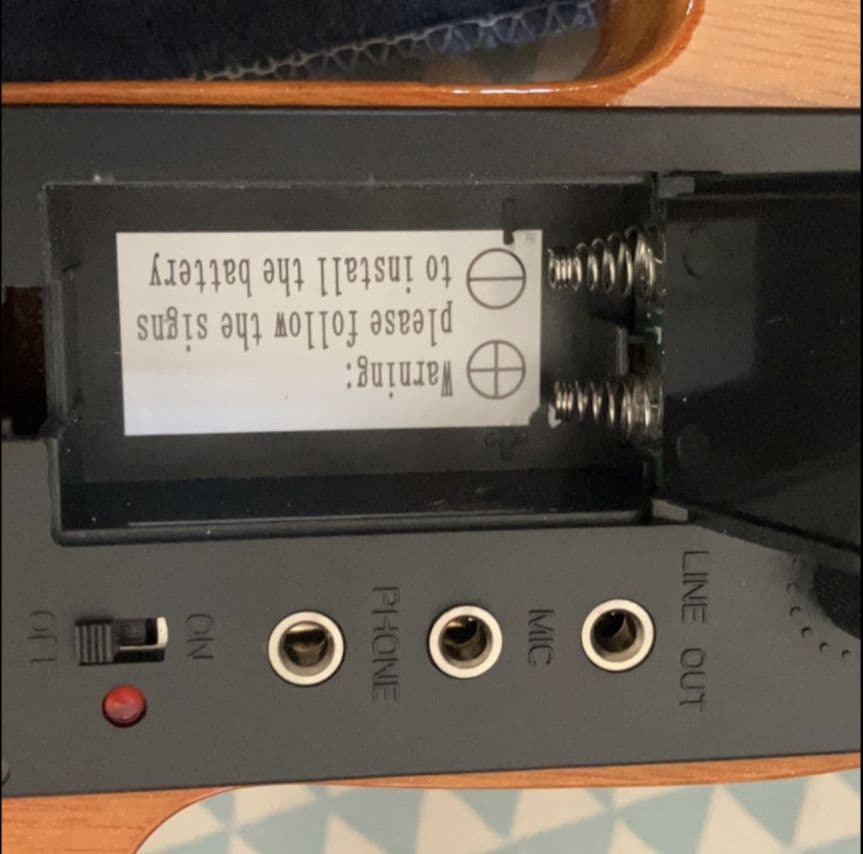 Warning:
please follow the signs
to install the battery
+
-
OFF
ON
PHONE
MIC
LINE OUT